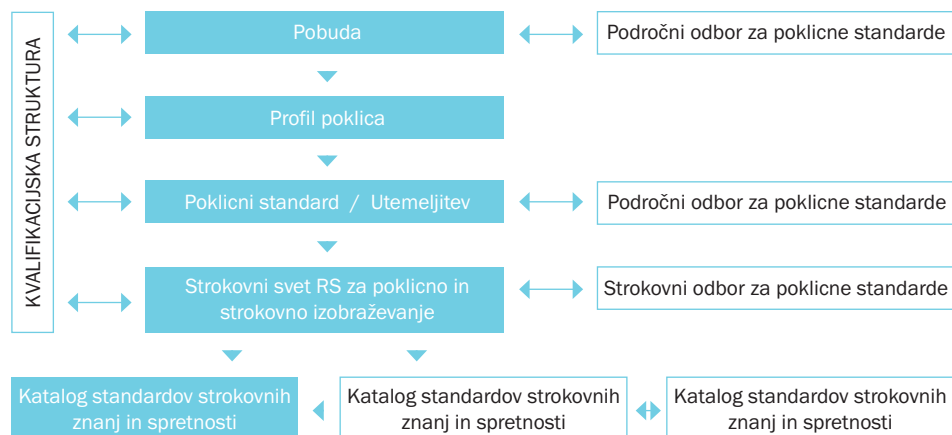 KVALIFIKACIJSKA STRUKTURA
Pobuda
Področni odbor za poklicne standarde
Profil poklica
Poklicni standard / Utemeljitev
Področni odbor za poklicne standarde
Strokovni svet RS za poklicno in
strokovno izobraževanje
Strokovni odbor za poklicne standarde
Katalog standardov strokovnih
znanj in spretnosti
Katalog standardov strokovnih
znanj in spretnosti
Katalog standardov strokovnih
znanj in spretnosti